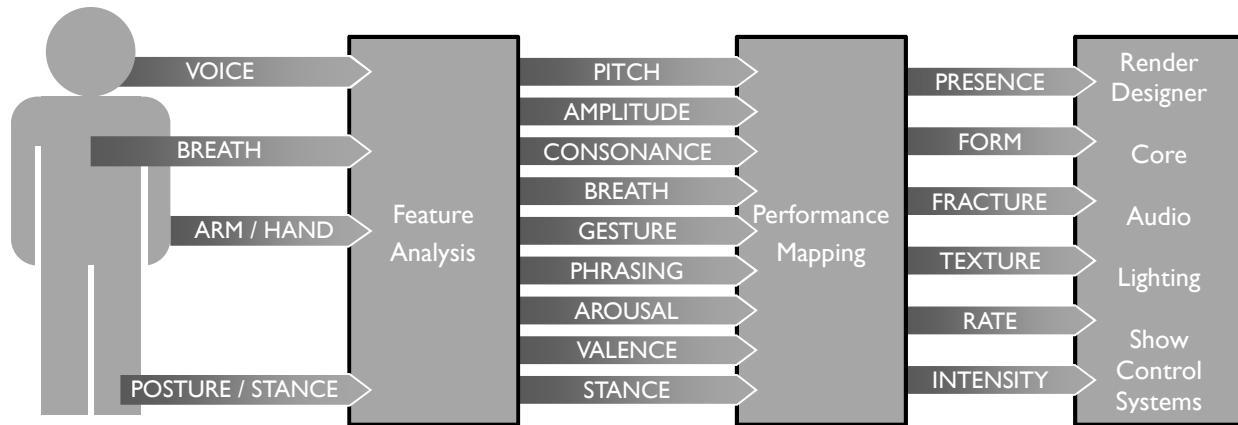 VOICE
BREATH
ARM / HAND
POSTURE / STANCE
Feature
Analysis
PITCH
AMPLITUDE
CONSONANCE
BREATH
GESTURE
PHRASING
AROUSAL
VALENCE
STANCE
Performance
Mapping
PRESENCE
FORM
FRACTURE
TEXTURE
RATE
INTENSITY
Render
Designer
Core
Audio
Lighting
Show
Control
Systems